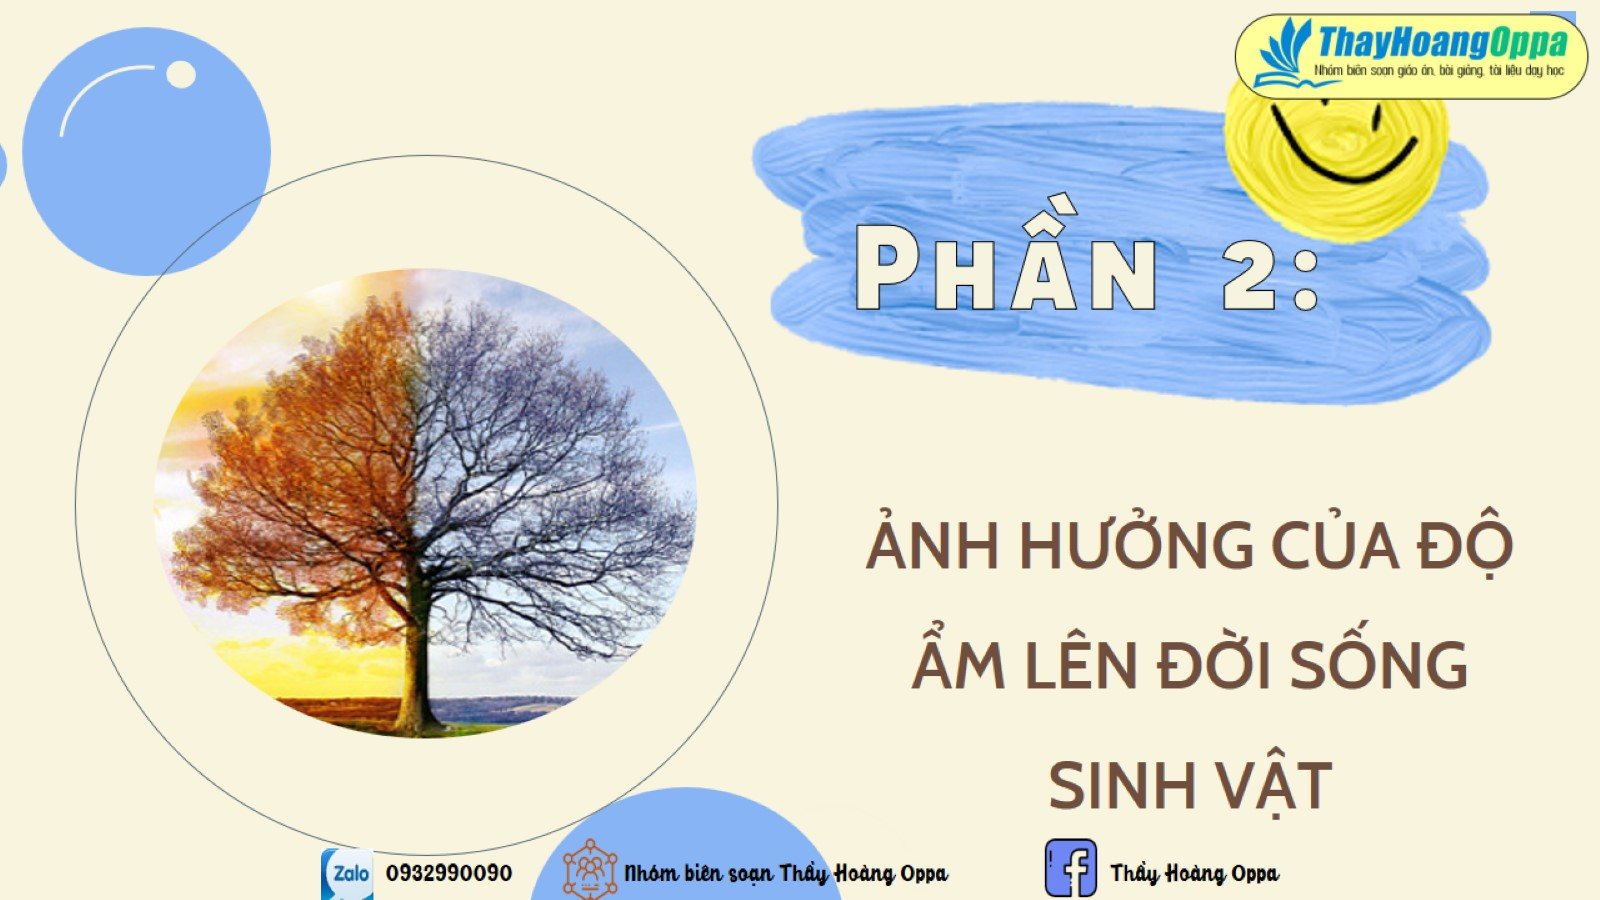 ThayHoangOppa
Nhóm biên soạn giáo án, bài giảng, tài liệu dạy học
PHẦN 2:
ẢNH HƯỞNG CỦA ĐỘ
ẨM LÊN ĐỜI SỐNG
SINH VẬT
Zalo 0932990090 Nhóm biên soạn Thầy Hoàng Oppa f Thầy Hoàng Oppa